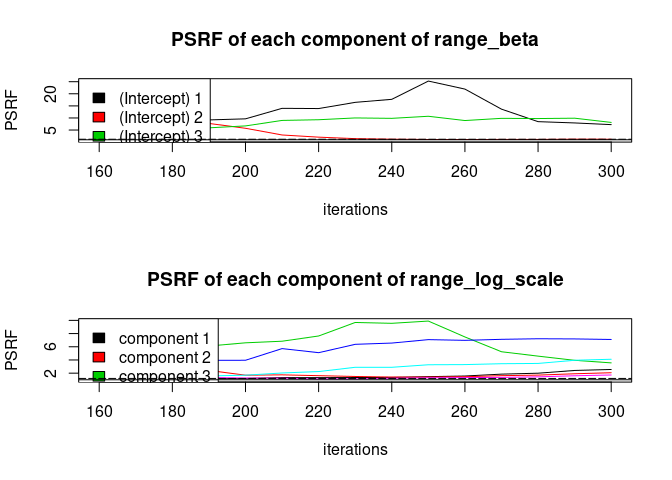 PSRF of each component of range_beta
PSRF
20
5
(Intercept) 1
(Intercept) 2
(Intercept) 3
160 180 200 220 240 260 280 300
iterations
PSRF of each component of range_log_scale
PSRF
6
2
component 1
component 2
component 3
160 180 200 220 240 260 280 300
iterations